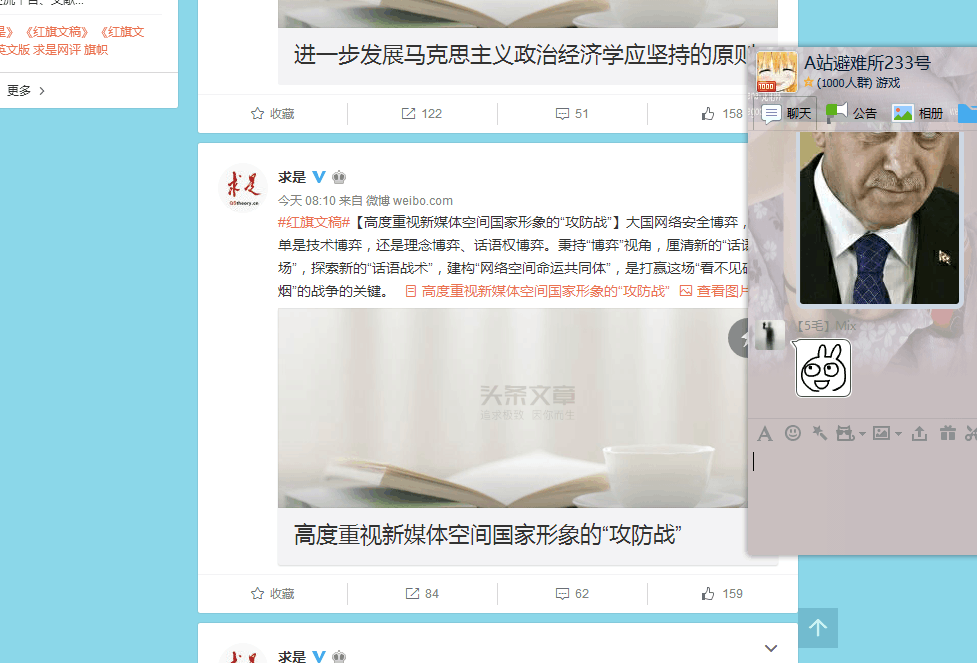 是》 《红旗文稿》 《红旗文
英文版 求是网评 旗帜
更多
进一步发展马克思主义政治经济学应坚持的原则
收藏
122
51
158
求是
今天 08:10 来自 微博 weibo.com
#红旗文稿#【高度重视新媒体空间国家形象的“攻防战”】大国网络安全博弈，
单是技术博弈，还是理念博弈、话语权博弈。秉持“博弈”视角，厘清新的“话语
场”，探索新的“话语战术”，建构“网络空间命运共同体”，是打赢这场“看不见硝
烟”的战争的关键。 高度重视新媒体空间国家形象的“攻防战” 查看图片
头条文章
高度重视新媒体空间国家形象的“攻防战”
收藏
84
62
159
求是
A站避难所233号
(1000人群) 游戏
1000
聊天
公告
相册
【5毛】Mix